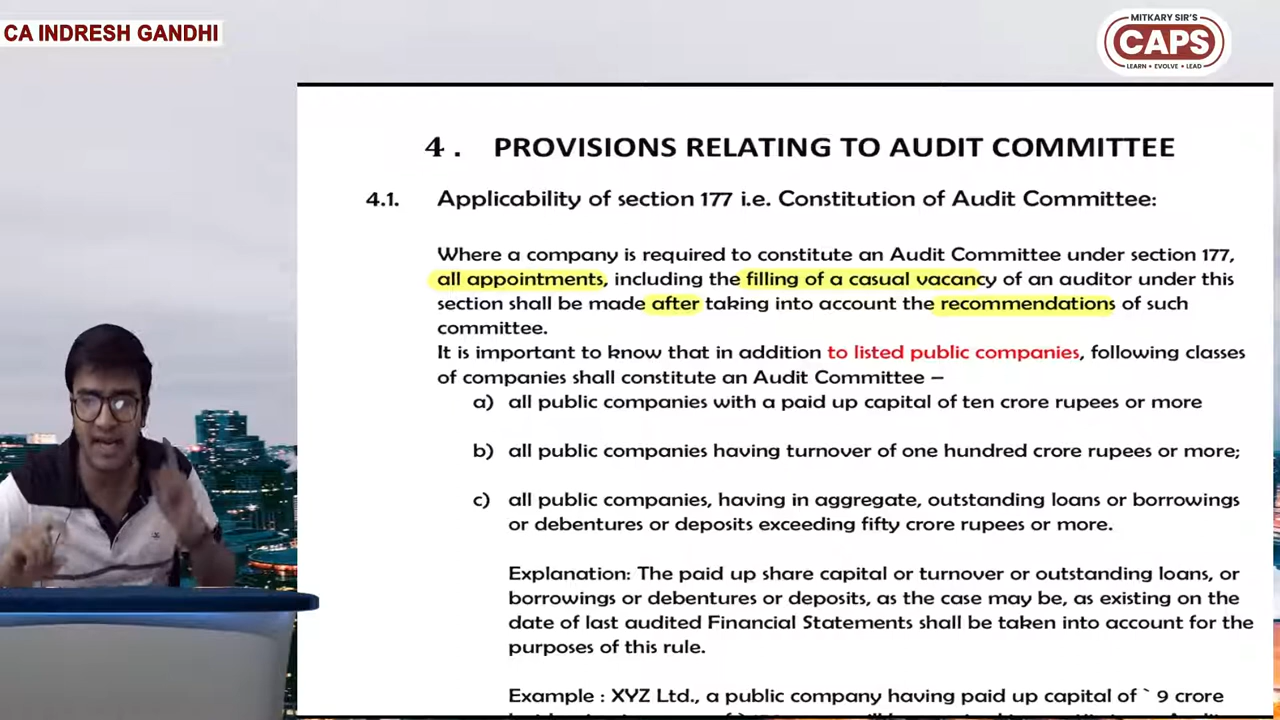 CA INDRESH GANDHI
MITKARY SIR'S
CAPS
LEARN • EVOLVE • LEAD
4 . PROVISIONS RELATING TO AUDIT COMMITTEE
4.1. Applicability of section 177 i.e. Constitution of Audit Committee:
Where a company is required to constitute an Audit Committee under section 177,
all appointments, including the filling of a casual vacancy of an auditor under this
section shall be made after taking into account the recommendations of such
committee.
It is important to know that in addition to listed public companies, following classes
of companies shall constitute an Audit Committee –
a) all public companies with a paid up capital of ten crore rupees or more
b) all public companies having turnover of one hundred crore rupees or more;
c) all public companies, having in aggregate, outstanding loans or borrowings
or debentures or deposits exceeding fifty crore rupees or more.
Explanation: The paid up share capital or turnover or outstanding loans, or
borrowings or debentures or deposits, as the case may be, as existing on the
date of last audited Financial Statements shall be taken into account for the
purposes of this rule.
Example : XYZ Ltd., a public company having paid up capital of ` 9 crore